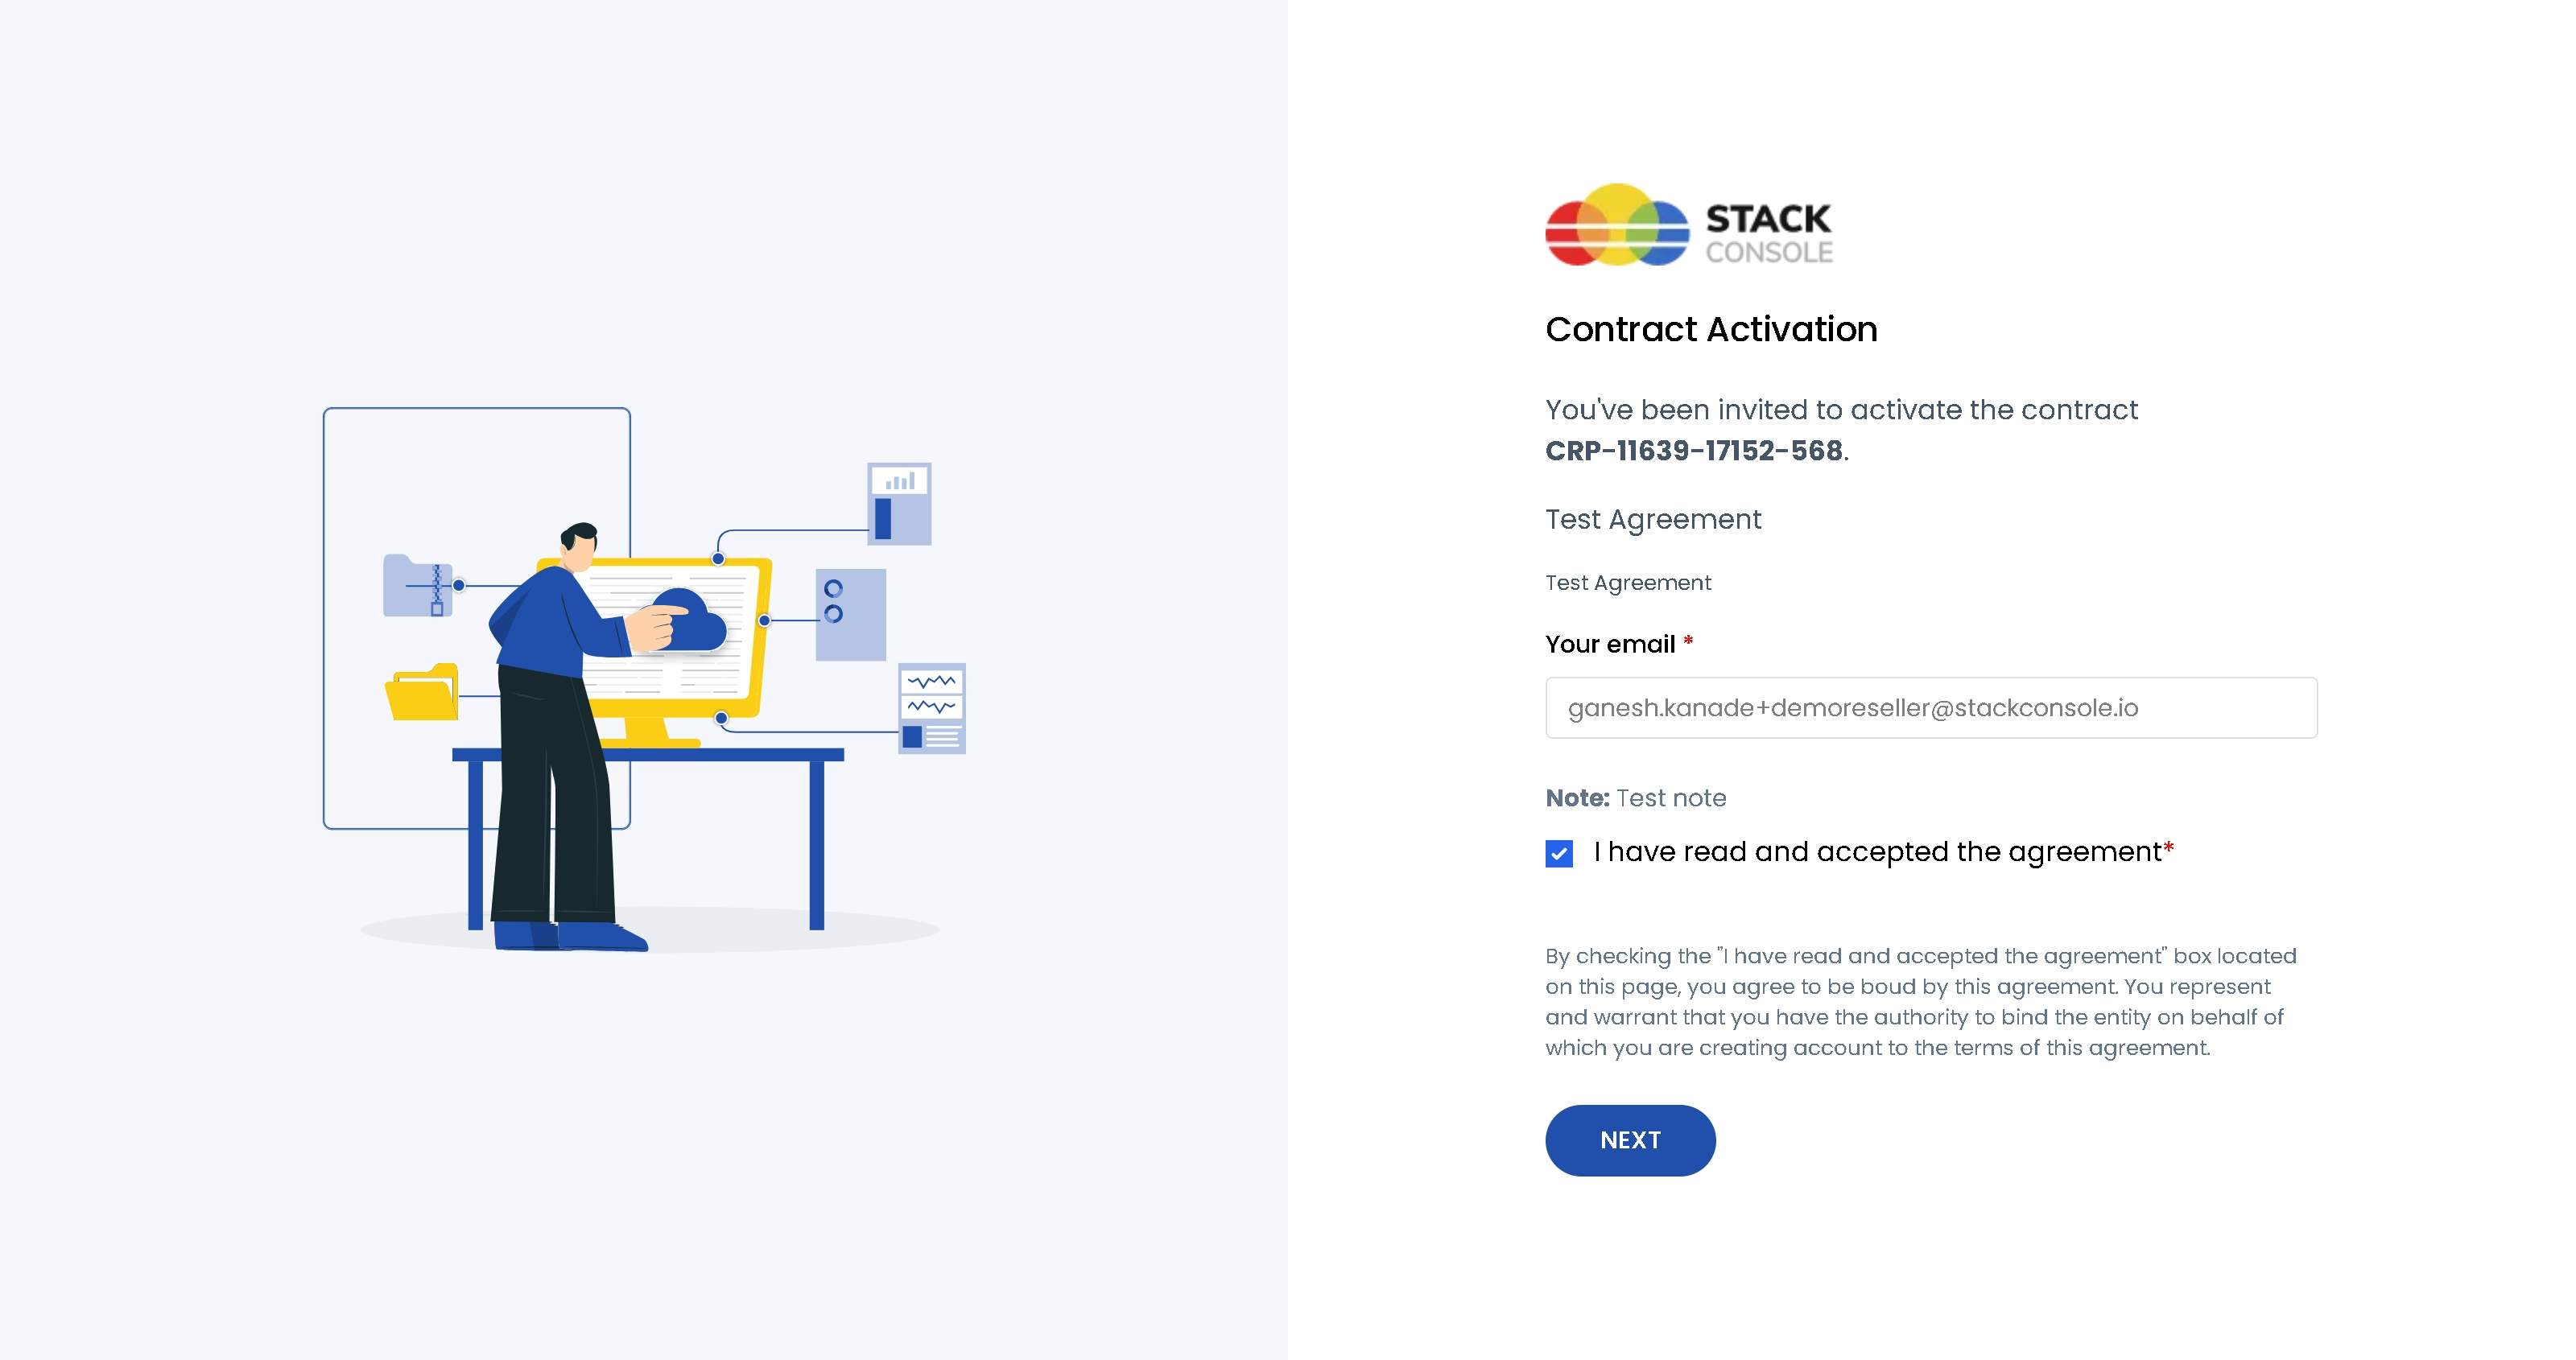 STACK
CONSOLE
Contract Activation
You've been invited to activate the contract
CRP-11639-17152-568.
Test Agreement
Test Agreement
Your email *
ganesh.kanade+demoreseller@stackconsole.io
Note: Test note
I have read and accepted the agreement*
By checking the "I have read and accepted the agreement" box located
on this page, you agree to be boud by this agreement. You represent
and warrant that you have the authority to bind the entity on behalf of
which you are creating account to the terms of this agreement.
NEXT